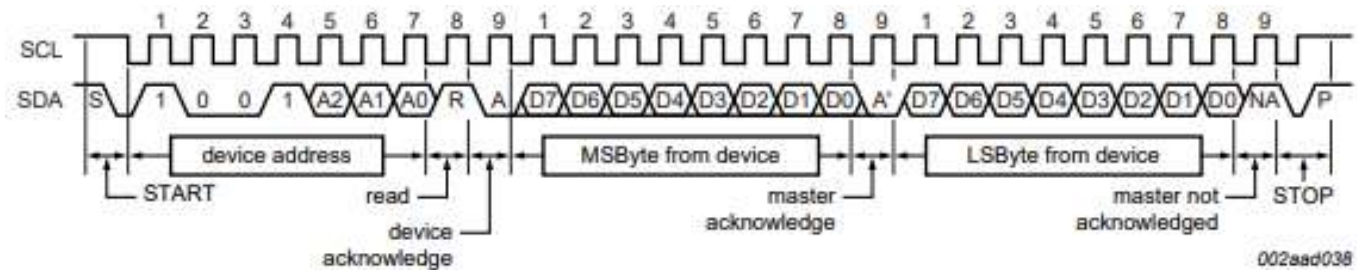 1 2 3 4 5 6 7 8 9 1 2 3 4 5 6 7 8 9 1 2 3 4 5 6 7 8 9
SCL
SDA S 1 0 0 1 A2 A1 A0 R A D7 D6 D5 D4 D3 D2 D1 D0 A' D7 D6 D5 D4 D3 D2 D1 D0 NA P
device address MSByte from device LSByte from device
START read master master not STOP
device acknowledge acknowledged
acknowledge 002aad038